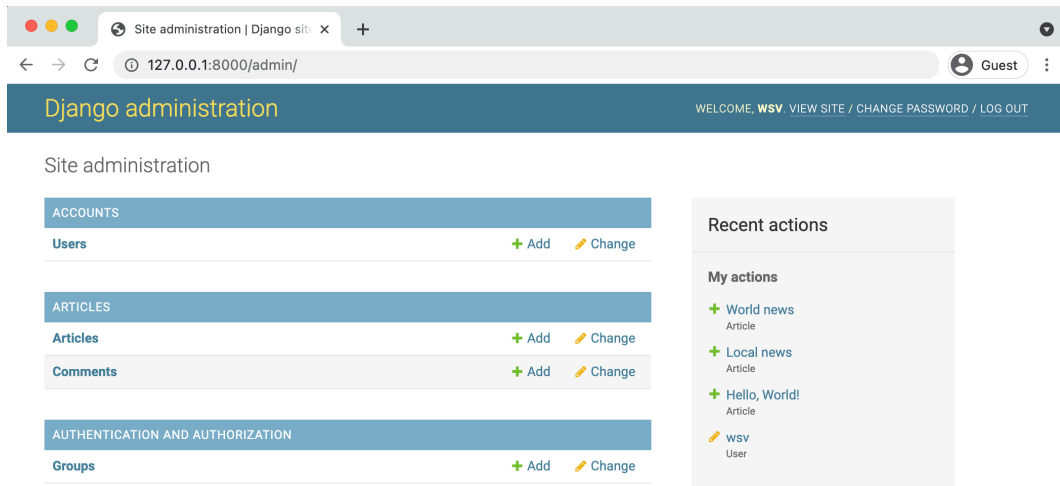 Site administration | Django site
127.0.0.1:8000/admin/
Guest
Django administration
WELCOME, WSV. VIEW SITE / CHANGE PASSWORD / LOG OUT
Site administration
ACCOUNTS
Users Add Change
ARTICLES
Articles Add Change
Comments Add Change
AUTHENTICATION AND AUTHORIZATION
Groups Add Change
Recent actions
My actions
World news
Article
Local news
Article
Hello, World!
Article
wsv
User